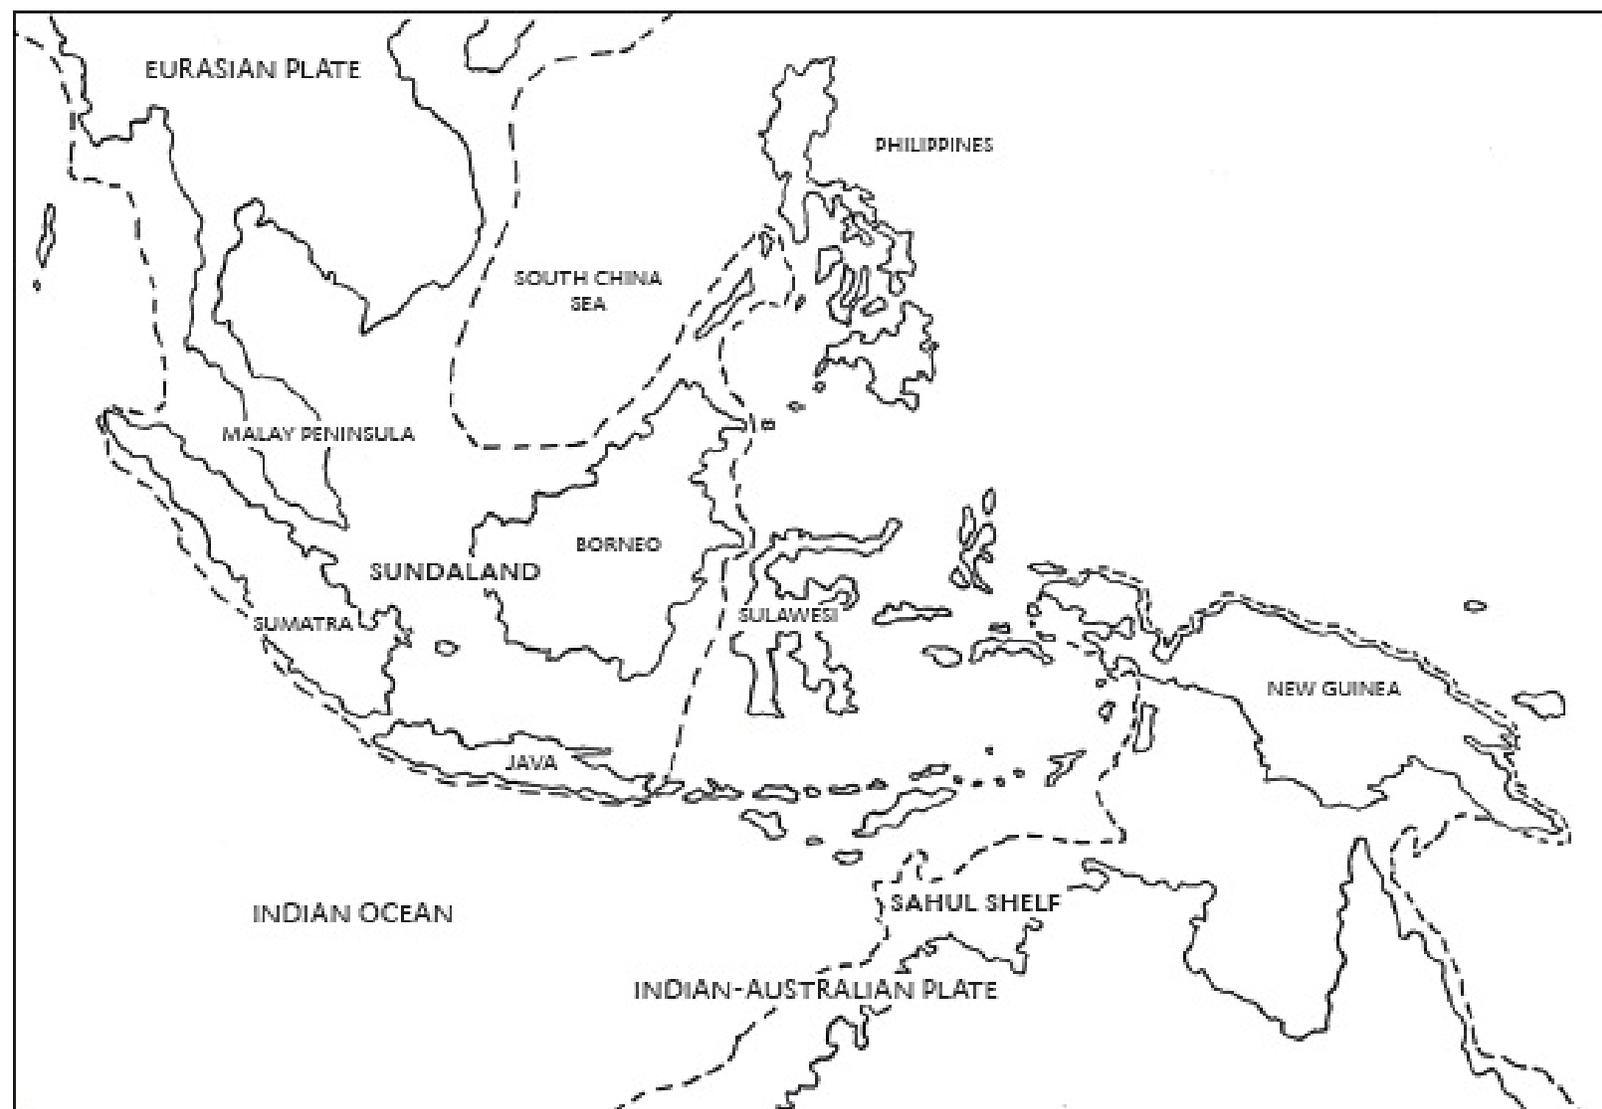 EURASIAN PLATE
PHILIPPINES
SOUTH CHINA
SEA
MALAY PENINSULA
BORNEO
SUNDALAND
SULAWESI
SUMATRA
NEW GUINEA
JAVA
SAHUL SHELF
INDIAN OCEAN
INDIAN-AUSTRALIAN PLATE